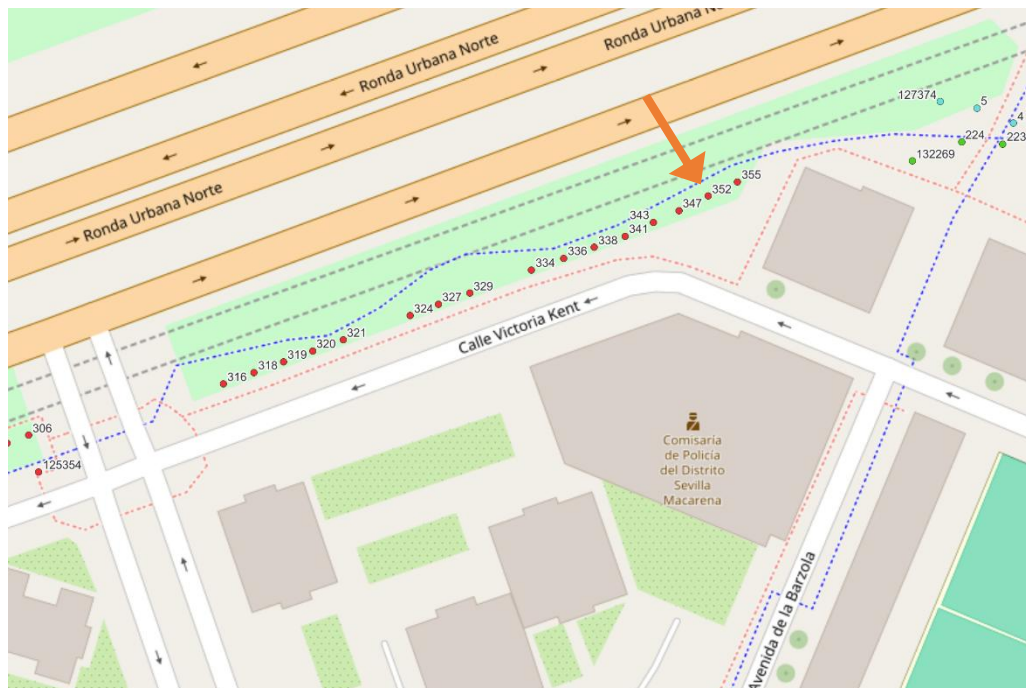 Ronda Urbana Norte
Ronda Urbana Norte
Ronda Urbana Norte
127374
5
4
224
223
132269
355
352
347
343
341
338
336
334
329
327
324
321
320
319
318
316
306
125354
Calle Victoria Kent
Comisaría
de Policía
del Distrito
Sevilla
Macarena
Avenida de la Barzola